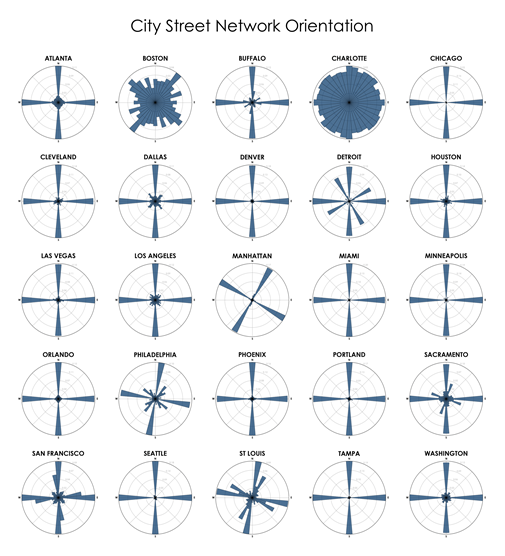 City Street Network Orientation
ATLANTA BOSTON BUFFALO CHARLOTTE CHICAGO
CLEVELAND DALLAS DENVER DETROIT HOUSTON
LAS VEGAS LOS ANGELES MANHATTAN MIAMI MINNEAPOLIS
ORLANDO PHILADELPHIA PHOENIX PORTLAND SACRAMENTO
SAN FRANCISCO SEATTLE ST LOUIS TAMPA WASHINGTON